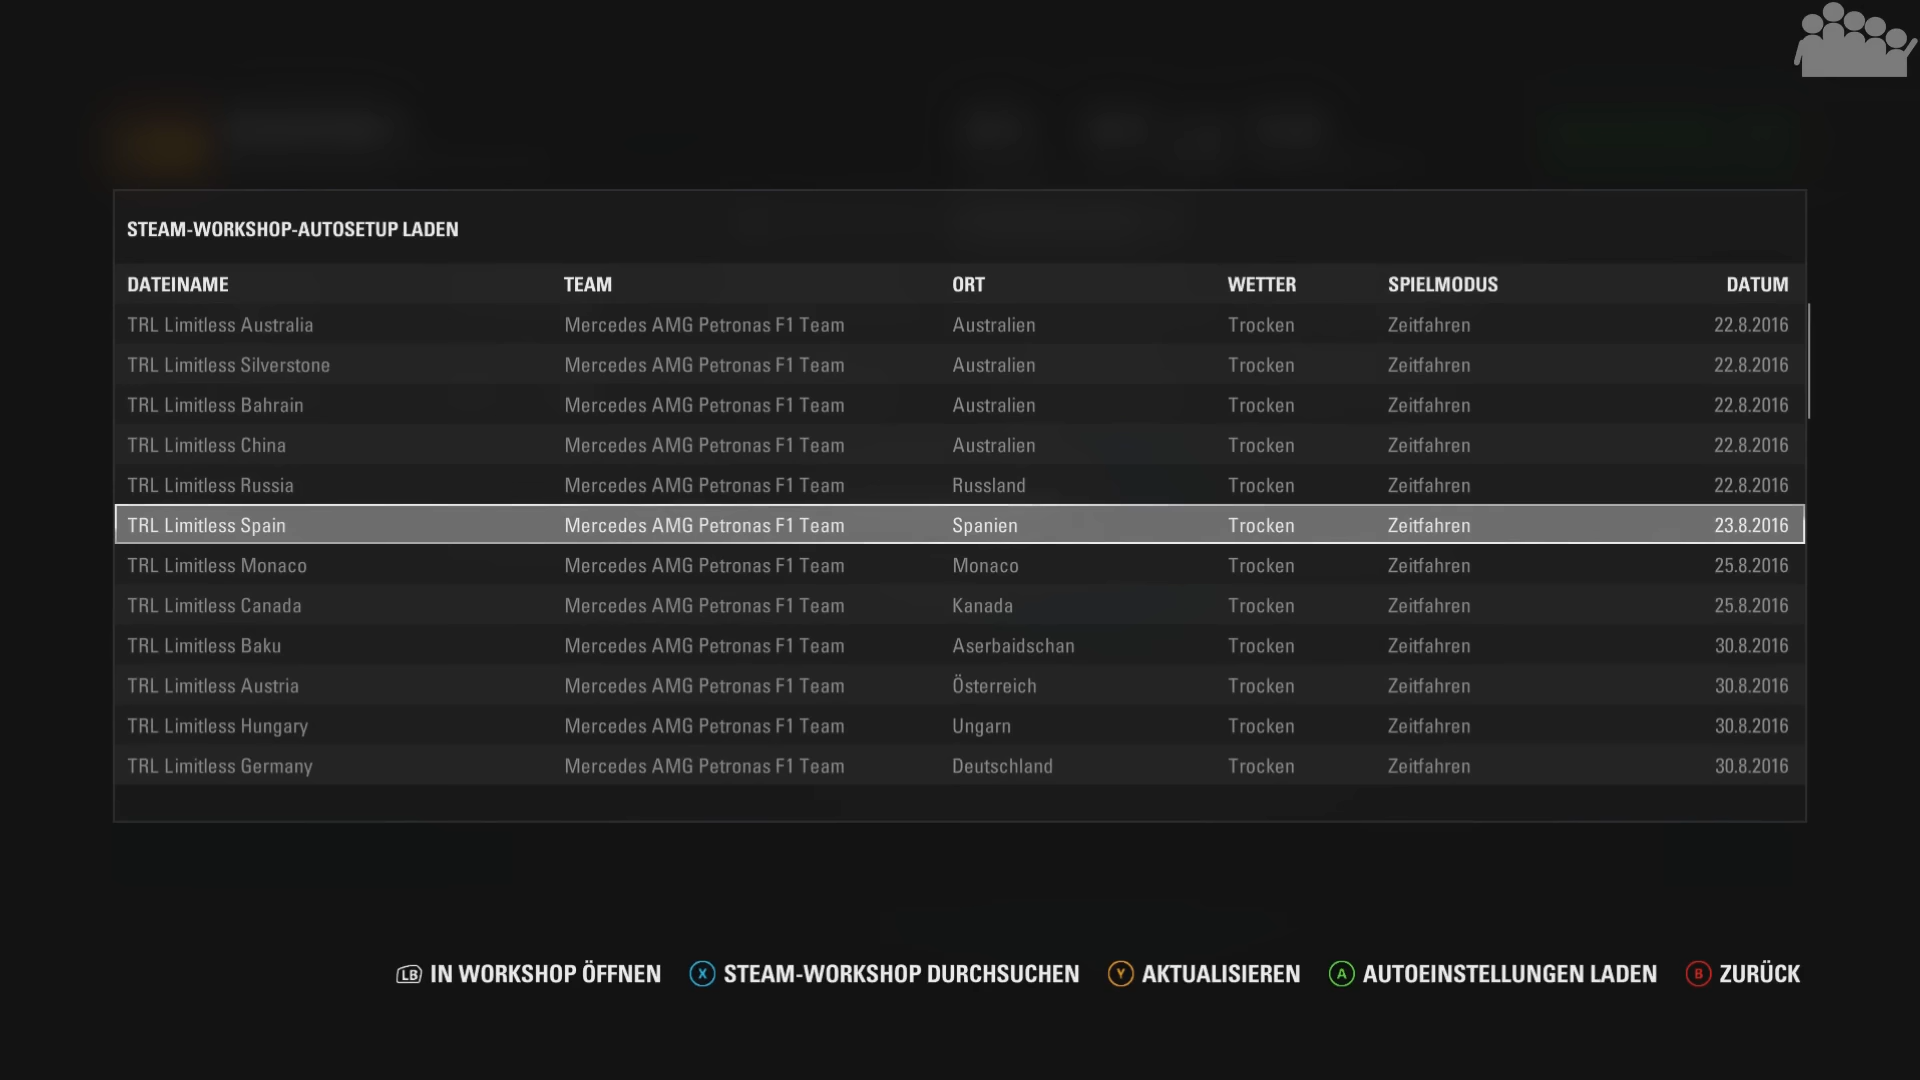 STEAM-WORKSHOP-AUTOSETUP LADEN
DATEINAME TEAM ORT WETTER SPIELMODUS DATUM
TRL Limitless Australia Mercedes AMG Petronas F1 Team Australien Trocken Zeitfahren 22.8.2016
TRL Limitless Silverstone Mercedes AMG Petronas F1 Team Australien Trocken Zeitfahren 22.8.2016
TRL Limitless Bahrain Mercedes AMG Petronas F1 Team Australien Trocken Zeitfahren 22.8.2016
TRL Limitless China Mercedes AMG Petronas F1 Team Australien Trocken Zeitfahren 22.8.2016
TRL Limitless Russia Mercedes AMG Petronas F1 Team Russland Trocken Zeitfahren 22.8.2016
TRL Limitless Spain Mercedes AMG Petronas F1 Team Spanien Trocken Zeitfahren 23.8.2016
TRL Limitless Monaco Mercedes AMG Petronas F1 Team Monaco Trocken Zeitfahren 25.8.2016
TRL Limitless Canada Mercedes AMG Petronas F1 Team Kanada Trocken Zeitfahren 25.8.2016
TRL Limitless Baku Mercedes AMG Petronas F1 Team Aserbaidschan Trocken Zeitfahren 30.8.2016
TRL Limitless Austria Mercedes AMG Petronas F1 Team Österreich Trocken Zeitfahren 30.8.2016
TRL Limitless Hungary Mercedes AMG Petronas F1 Team Ungarn Trocken Zeitfahren 30.8.2016
TRL Limitless Germany Mercedes AMG Petronas F1 Team Deutschland Trocken Zeitfahren 30.8.2016
LB IN WORKSHOP ÖFFNEN X STEAM-WORKSHOP DURCHSUCHEN Y AKTUALISIEREN A AUTOEINSTELLUNGEN LADEN B ZURÜCK